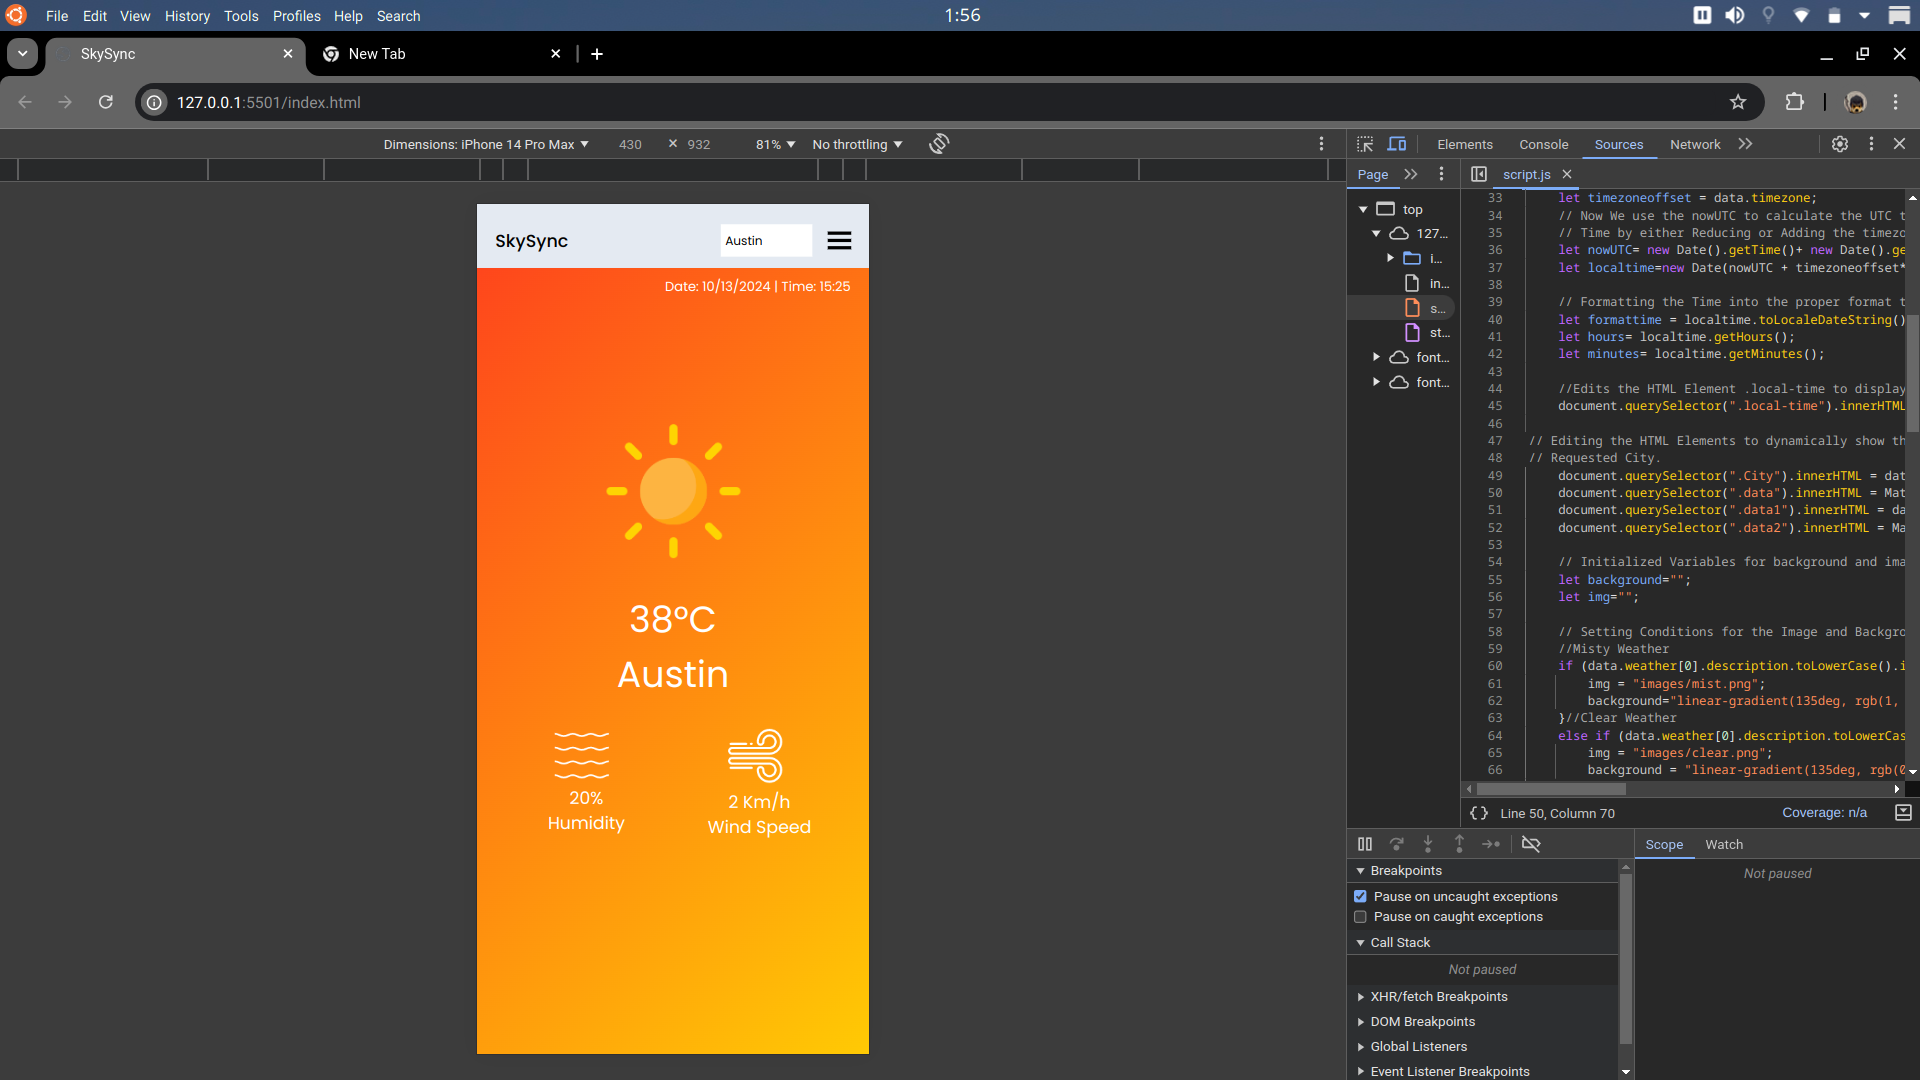 File Edit View History Tools Profiles Help Search
1:56
SkySync
New Tab
127.0.0.1:5501/index.html
Dimensions: iPhone 14 Pro Max 430 × 932 81% No throttling
Elements Console Sources Network
Page
script.js
top
127...
i...
in...
s...
st...
font...
font...
SkySync
Austin
Date: 10/13/2024 | Time: 15:25
38°C
Austin
20%
Humidity
2 Km/h
Wind Speed
33 let timezoneoffset = data.timezone;
34 // Now We use the nowUTC to calculate the UTC t
35 // Time by either Reducing or Adding the timezo
36 let nowUTC= new Date().getTime()+ new Date().ge
37 let localtime=new Date(nowUTC + timezoneoffset*
38
39 // Formatting the Time into the proper format t
40 let formattime = localtime.toLocaleDateString()
41 let hours= localtime.getHours();
42 let minutes= localtime.getMinutes();
43
44 //Edits the HTML Element .local-time to display
45 document.querySelector(".local-time").innerHTML
46
47 // Editing the HTML Elements to dynamically show th
48 // Requested City.
49 document.querySelector(".City").innerHTML = dat
50 document.querySelector(".data").innerHTML = Mat
51 document.querySelector(".data1").innerHTML = da
52 document.querySelector(".data2").innerHTML = Ma
53
54 // Initialized Variables for background and ima
55 let background="";
56 let img="";
57
58 // Setting Conditions for the Image and Backgro
59 //Misty Weather
60 if (data.weather[0].description.toLowerCase().i
61 img = "images/mist.png";
62 background="linear-gradient(135deg, rgb(1,
63 }//Clear Weather
64 else if (data.weather[0].description.toLowerCas
65 img = "images/clear.png";
66 background = "linear-gradient(135deg, rgb(0
{} Line 50, Column 70
Coverage: n/a
Scope Watch
Not paused
Breakpoints
Pause on uncaught exceptions
Pause on caught exceptions
Call Stack
Not paused
XHR/fetch Breakpoints
DOM Breakpoints
Global Listeners
Event Listener Breakpoints